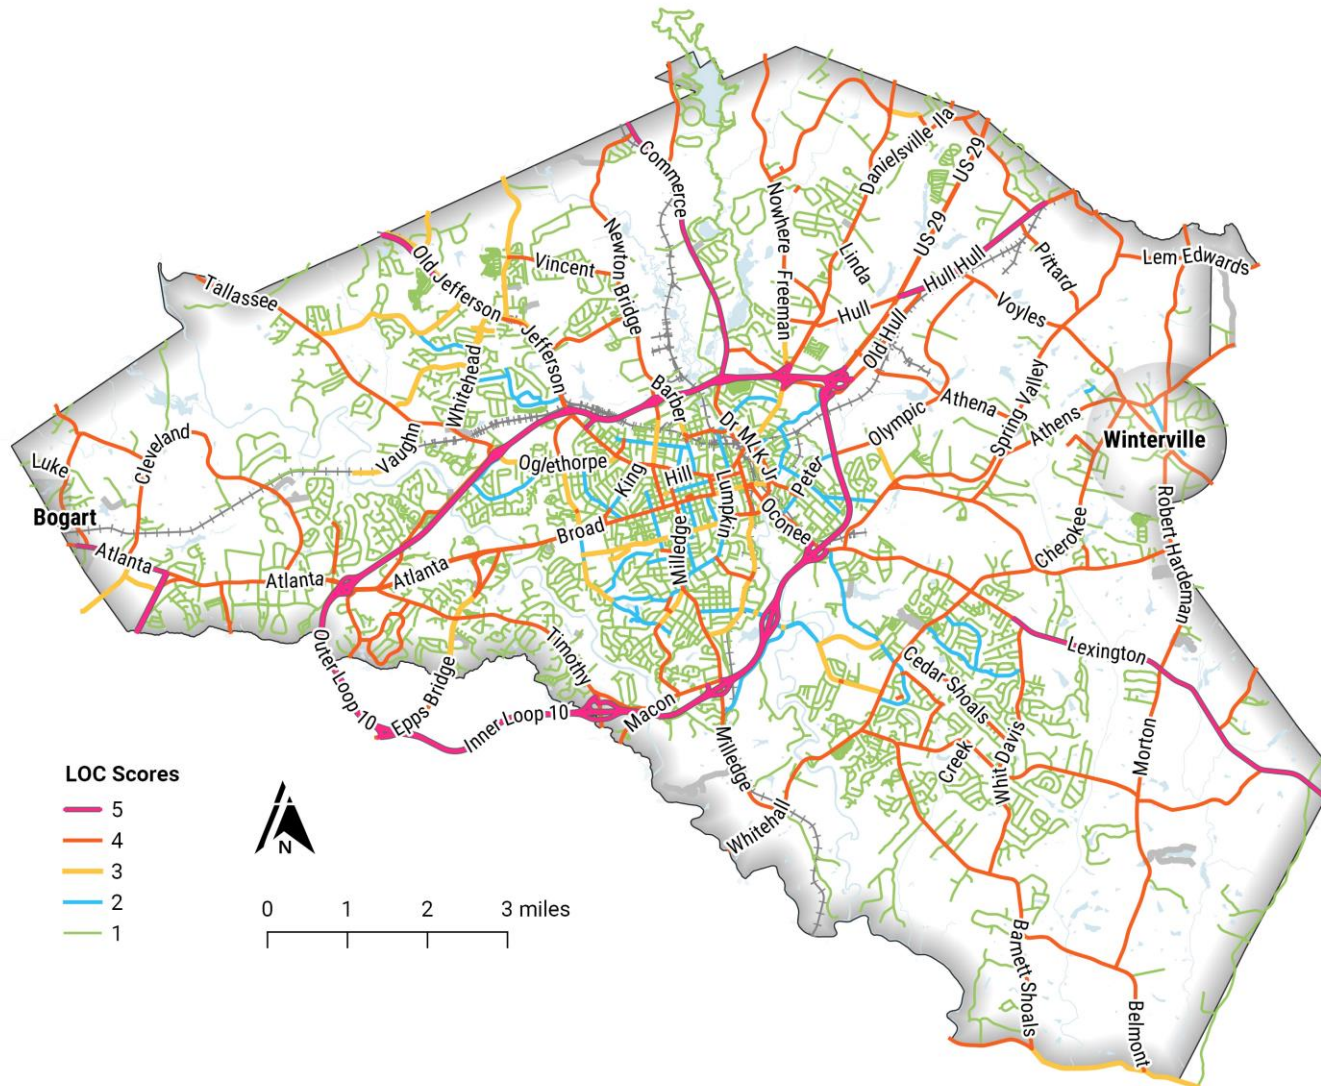 Commerce
Danielsville Ila
US-29
Nowhere
US 29
Newton Bridge
Vincent
Linda
Hull
Hull
Pittard
Lem Edwards
Old Jefferson
Tallassee
Freeman
Hull
Voyles
Jefferson
Old Hull
Whitehead
Barber
Spring Valley
Athena
Cleveland
Vaughn
Dr MLK Jr
Olympic
Athens
Winterville
Luke
Oglethorpe
King
Hill
Lumpkin
Peter
Bogart
Broad
Oconee
Cherokee
Robert Hardeman
Atlanta
Atlanta
Atlanta
Milledge
Outer Loop 10
Timothy
Lexington
Cedar Shoals
Epps Bridge
Inner Loop 10
Macon
Milledge
Creek
Whit Davis
Morton
Whitehall
LOC Scores
5
4
3
2
1
N
0 1 2 3 miles
Barnett Shoals
Belmont